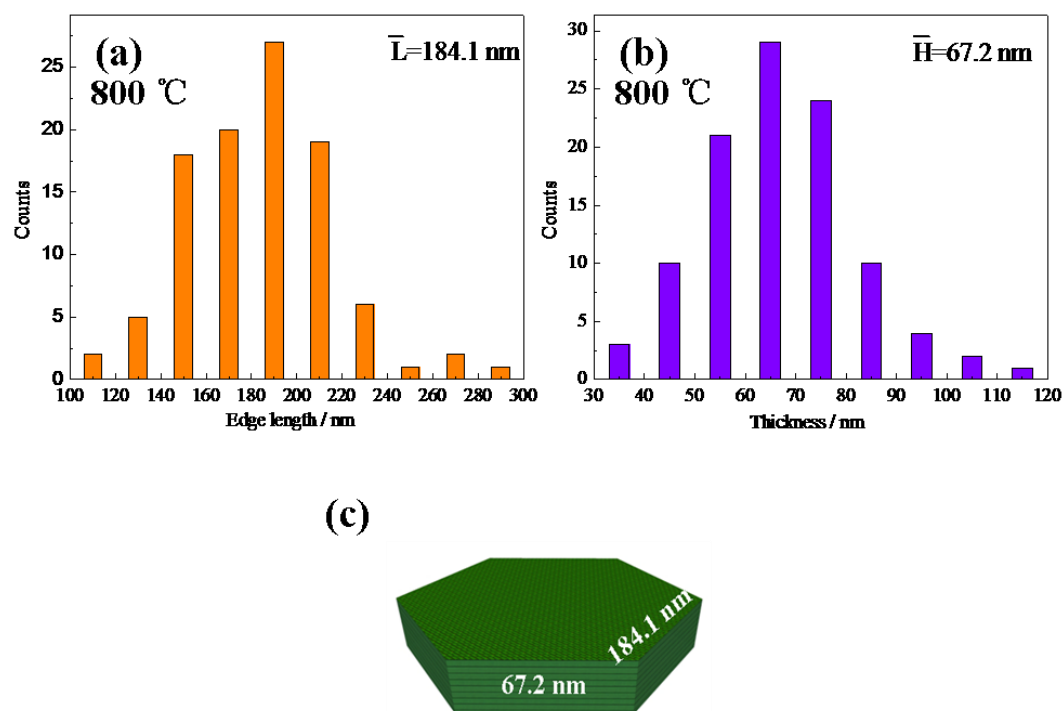 (a)
800 ℃
L̅=184.1 nm
Counts
25
20
15
10
5
0
100 120 140 160 180 200 220 240 260 280 300
Edge length / nm
(b)
800 ℃
H̅=67.2 nm
Counts
30
25
20
15
10
5
0
30 40 50 60 70 80 90 100 110 120
Thickness / nm
(c)
184.1 nm
67.2 nm